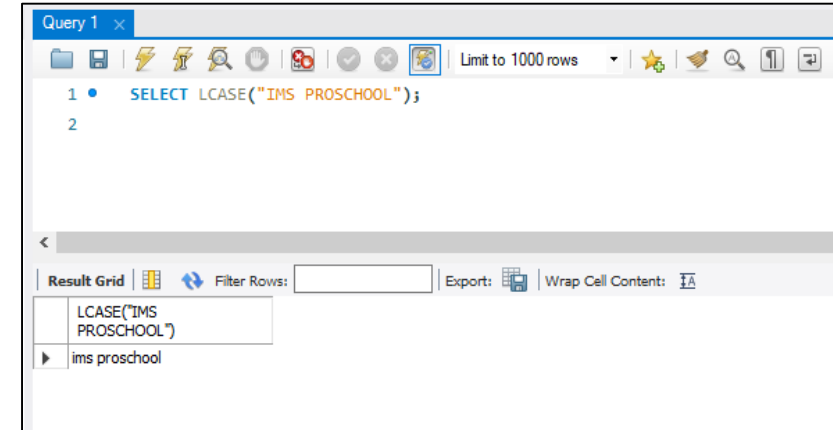 Query 1
Limit to 1000 rows
1 SELECT LCASE("IMS PROSCHOOL");
2
Result Grid Filter Rows: Export: Wrap Cell Content: IA
LCASE("IMS
PROSCHOOL")
ims proschool